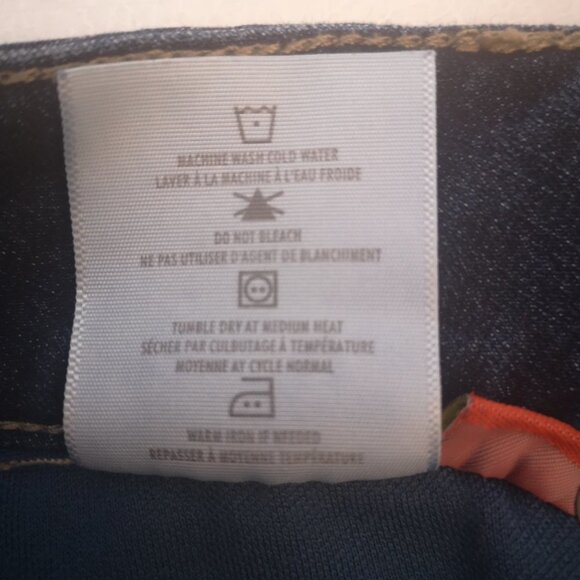 MACHINE WASH COLD WATER
LAVER À LA MACHINE À L'EAU FROIDE
DO NOT BLEACH
NE PAS UTILISER D'AGENT DE BLANCHIMENT
TUMBLE DRY AT MEDIUM HEAT
SÉCHER PAR CULBUTAGE À TEMPÉRATURE
MOYENNE AY CYCLE NORMAL
WARM IRON IF NEEDED
REPASSER À MOYENNE TEMPÉRATURE